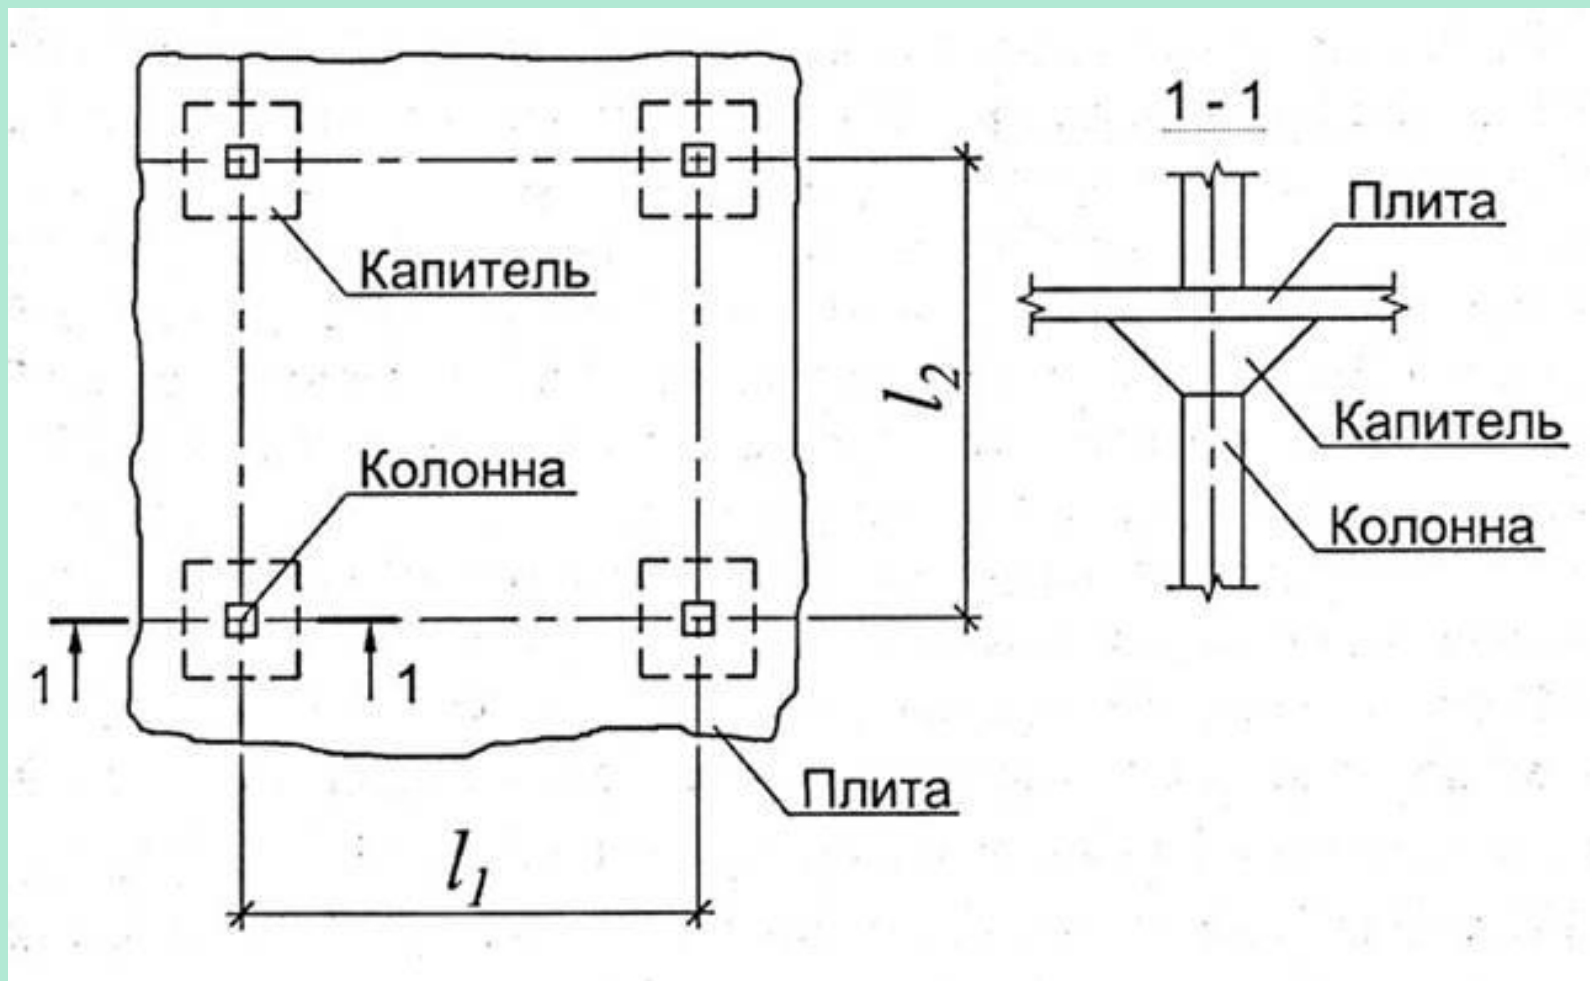 1 - 1
Плита
Капитель
l2
Капитель
Колонна
Колонна
1
1
Плита
l1